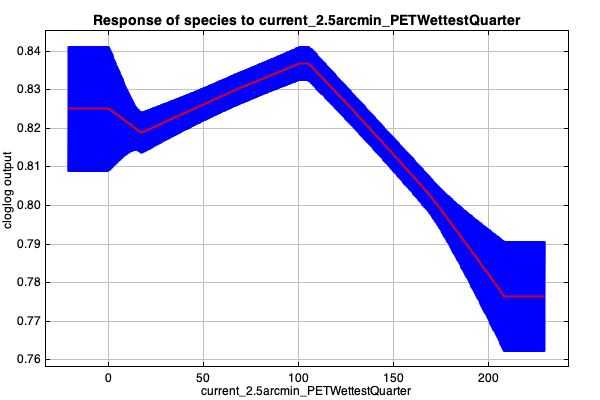 Response of species to current_2.5arcmin_PETWettestQuarter
0.84
0.83
0.82
0.81
0.80
0.79
0.78
0.77
0.76
cloglog output
0 50 100 150 200
current_2.5arcmin_PETWettestQuarter